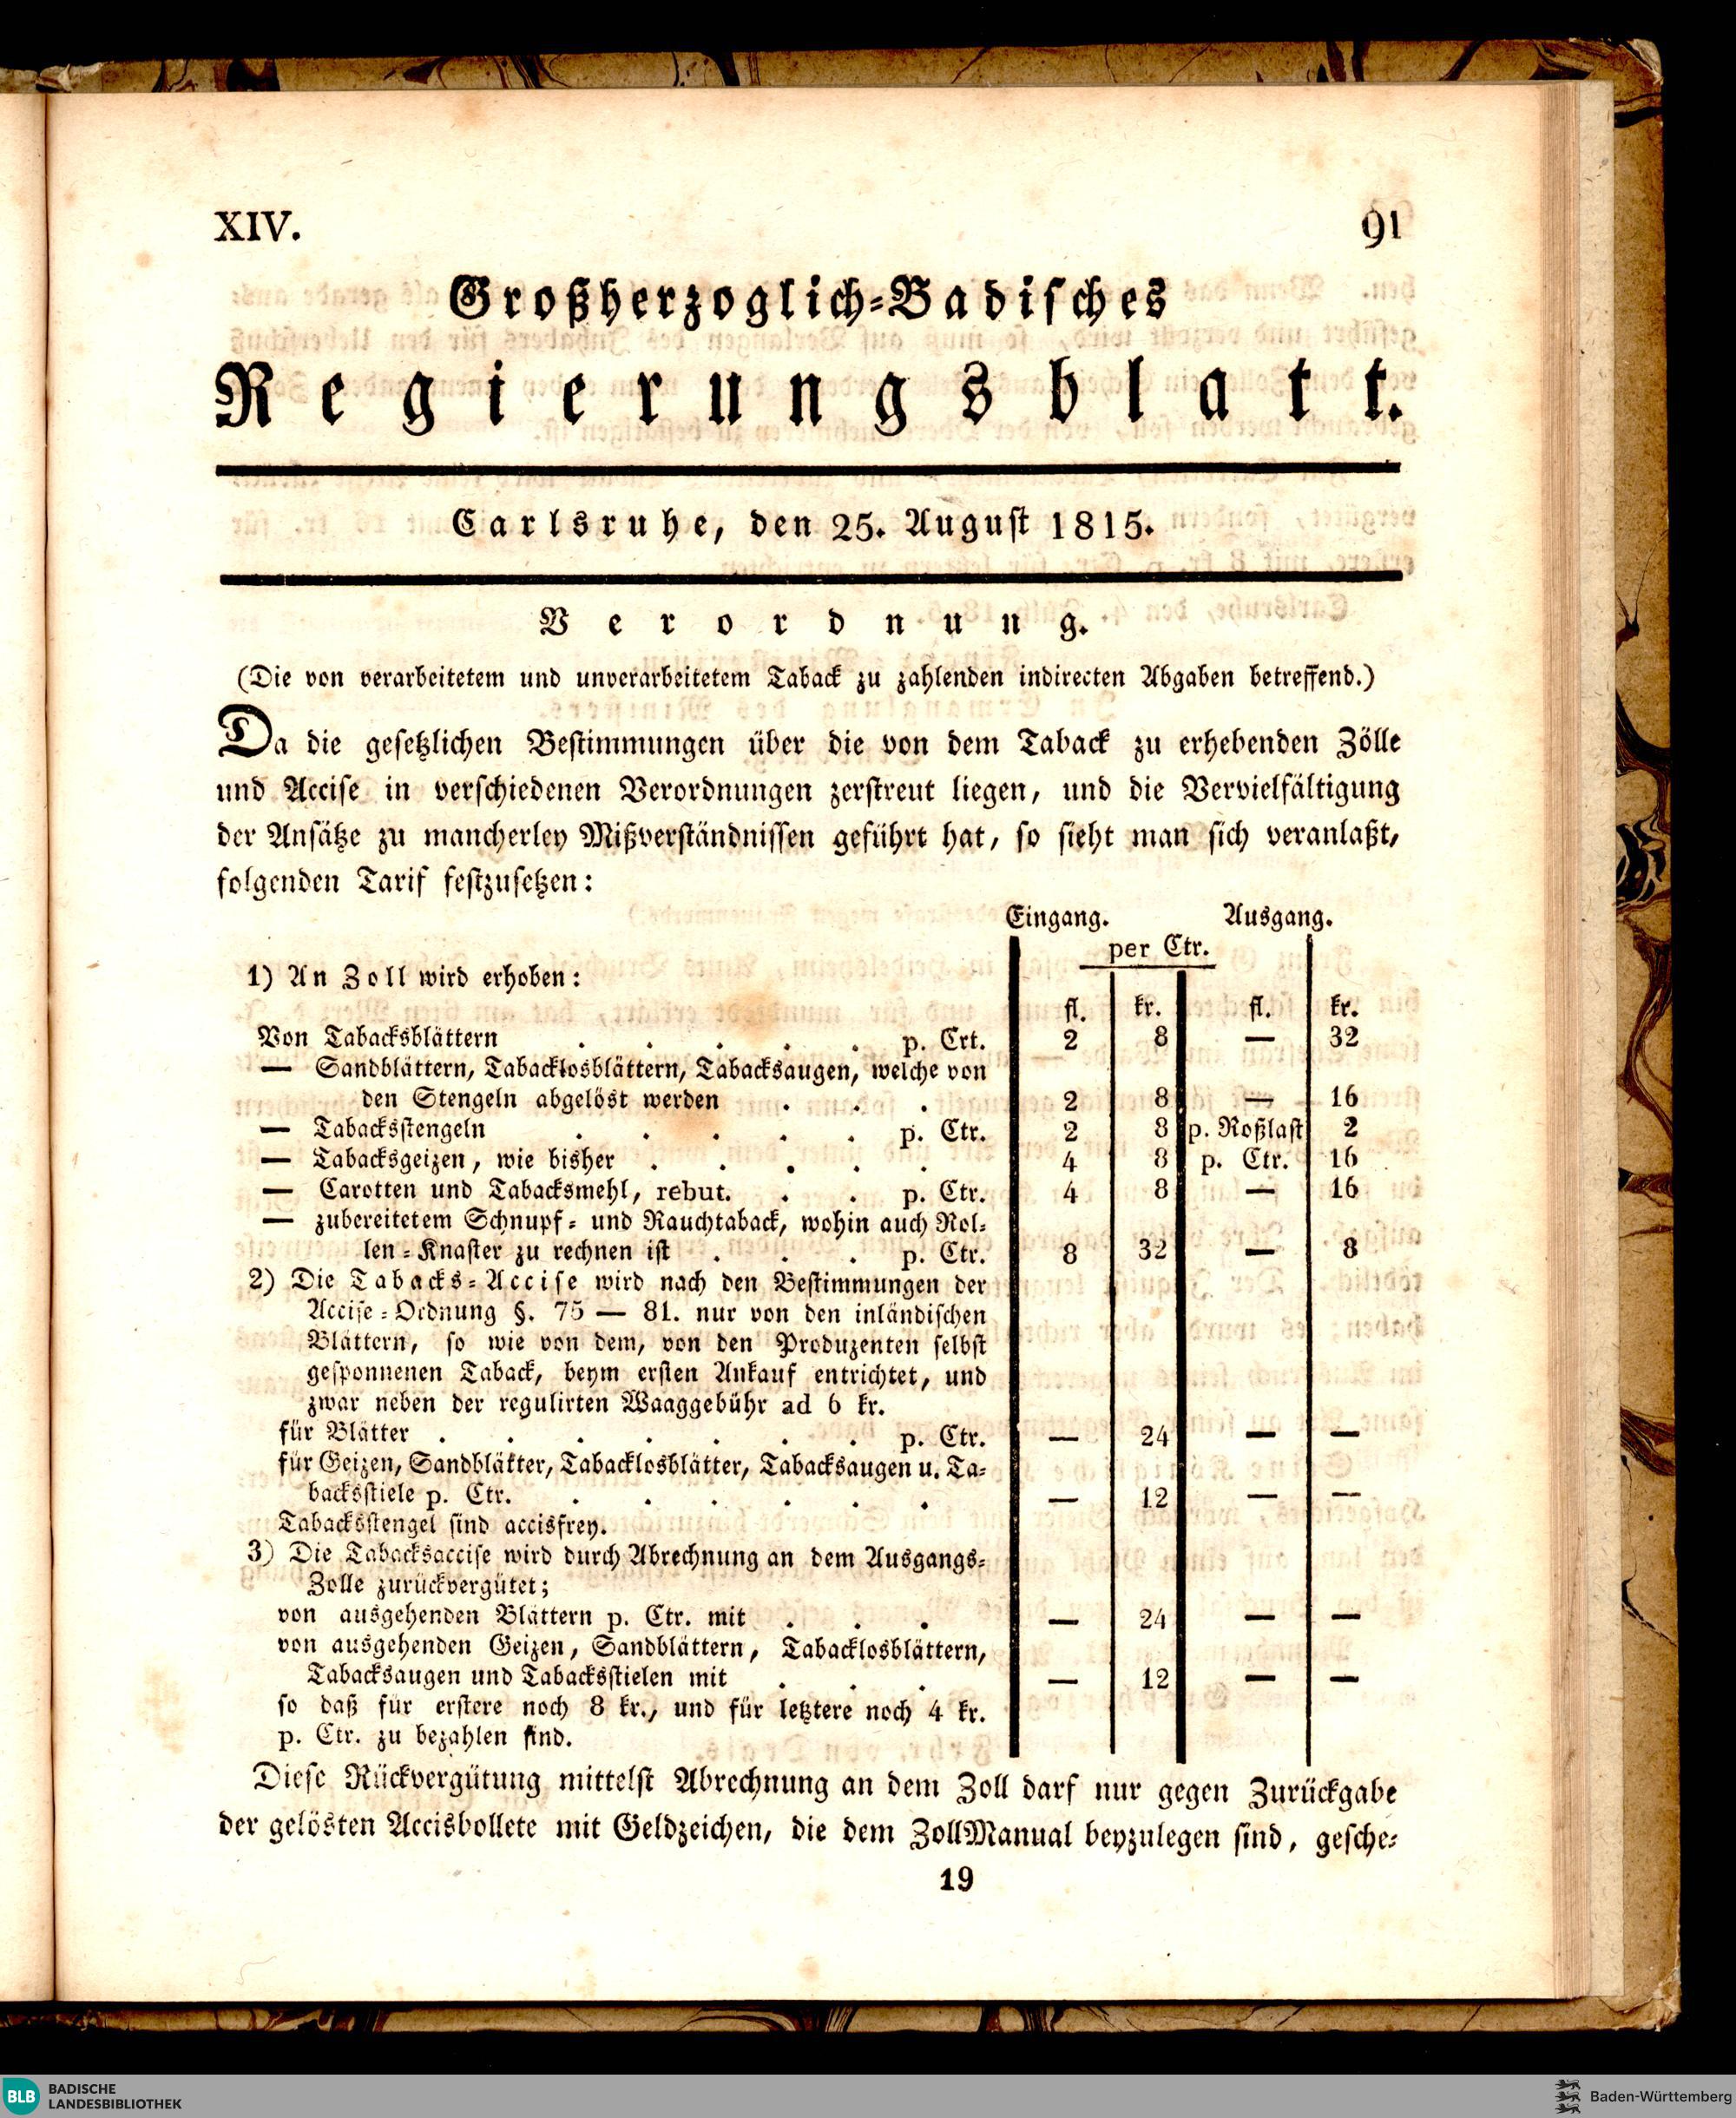 XIV. 91
Großherzoglich-Badisches
Regierungsblatt.
Carlsruhe, den 25. August 1815.
Verordnung.
(Die von verarbeitetem und unverarbeitetem Taback zu zahlenden indirecten Abgaben betreffend.)
Da die gesetzlichen Bestimmungen über die von dem Taback zu erhebenden Zölle
und Accise in verschiedenen Verordnungen zerstreut liegen, und die Vervielfältigung
der Ansätze zu mancherley Mißverständnissen geführt hat, so sieht man sich veranlaßt,
folgenden Tarif festzusetzen:
Eingang. Ausgang.
per Ctr.
1) An Zoll wird erhoben:
fl. kr. fl. kr.
Von Tabacksblättern . . . . . p. Crt. 2 8 — 32
— Sandblättern, Tabacklosblättern, Tabacksaugen, welche von
den Stengeln abgelöst werden . . . 2 8 — 16
— Tabacksstengeln . . . . . p. Ctr. 2 8 p. Roßlast 2
— Tabacksgeizen, wie bisher . . . . . 4 8 p. Ctr. 16
— Carotten und Tabacksmehl, rebut. . . p. Ctr. 4 8 — 16
— zubereitetem Schnupf- und Rauchtaback, wohin auch Rol-
len-Knaster zu rechnen ist . . . p. Ctr. 8 32 — 8
2) Die Tabacks-Accise wird nach den Bestimmungen der
Accise-Ordnung §. 75 — 81. nur von den inländischen
Blättern, so wie von dem, von den Produzenten selbst
gesponnenen Taback, beym ersten Ankauf entrichtet, und
zwar neben der regulirten Waaggebühr ad 6 kr.
für Blätter . . . . . . . p. Ctr. — 24 — —
für Geizen, Sandblätter, Tabacklosblätter, Tabacksaugen u. Ta-
backsstiele p. Ctr. . . . . . . — 12 — —
Tabacksstengel sind accisfrey.
3) Die Tabacksaccise wird durch Abrechnung an dem Ausgangs-
Zolle zurückvergütet;
von ausgehenden Blättern p. Ctr. mit . . . — 24 — —
von ausgehenden Geizen, Sandblättern, Tabacklosblättern,
Tabacksaugen und Tabacksstielen mit . . . — 12 — —
so daß für erstere noch 8 kr., und für letztere noch 4 kr.
p. Ctr. zu bezahlen sind.
Diese Rückvergütung mittelst Abrechnung an dem Zoll darf nur gegen Zurückgabe
der gelösten Accisbollete mit Geldzeichen, die dem ZollManual beyzulegen sind, gesche-
19
BLB BADISCHE
LANDESBIBLIOTHEK
Baden-Württemberg